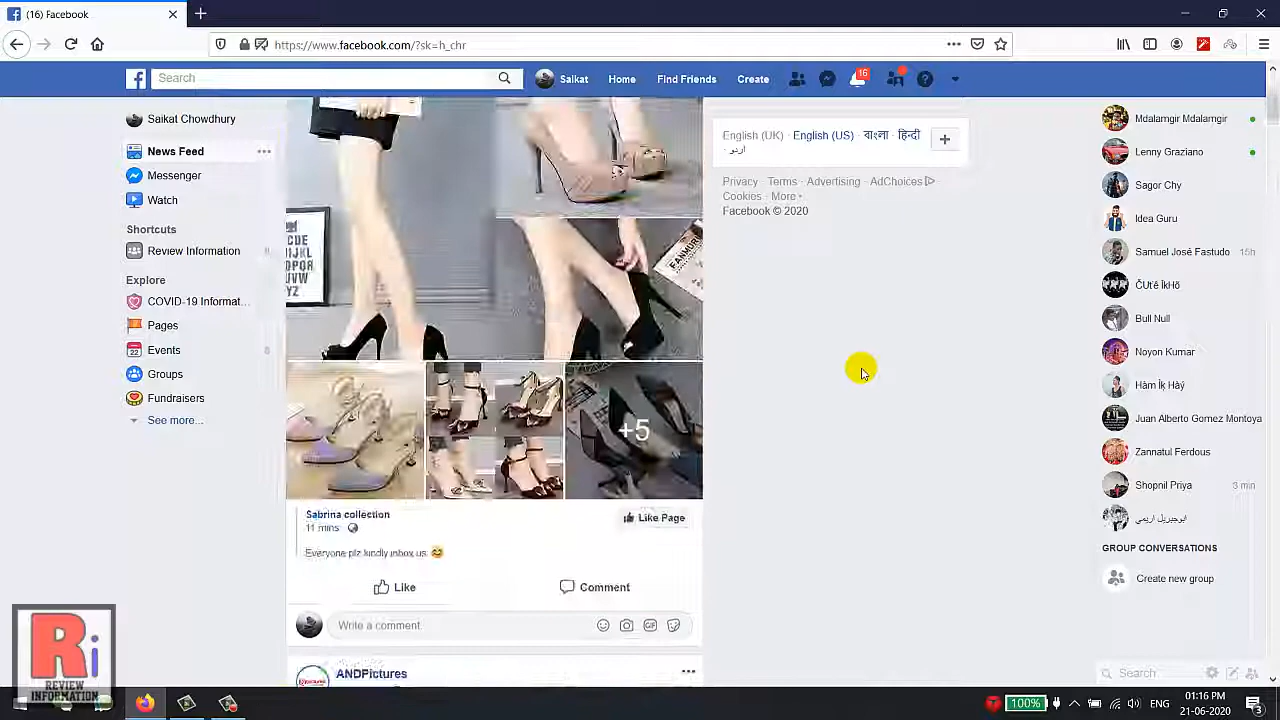 (16) Facebook
https://www.facebook.com/?sk=h_chr
Search
Saikat
Home
Find Friends
Create
16
Saikat Chowdhury
News Feed
Messenger
Watch
Shortcuts
Review Information
Explore
COVID-19 Informat...
Pages
Events
Groups
Fundraisers
See more...
+5
Sabrina collection
11 mins
Like Page
Everyone plz kindly inbox us
Like
Comment
Write a comment
GIF
ANDPictures
English (UK) · English (US) · বাংলা · हिन्दी
· اردو
Privacy · Terms · Advertising · AdChoices
Cookies · More
Facebook © 2020
Mdalamgir Mdalamgir
Lenny Graziano
Sagor Chy
Idea Guru
Samuel José Fastudo 15h
Bull Null
Noyon Kumar
Juan Alberto Gomez Montoya
Zannatul Ferdous
Shopnil Priya 3 min
GROUP CONVERSATIONS
Create new group
Search
Ri
REVIEW
INFORMATION
100%
ENG
01:16 PM
21-06-2020
3